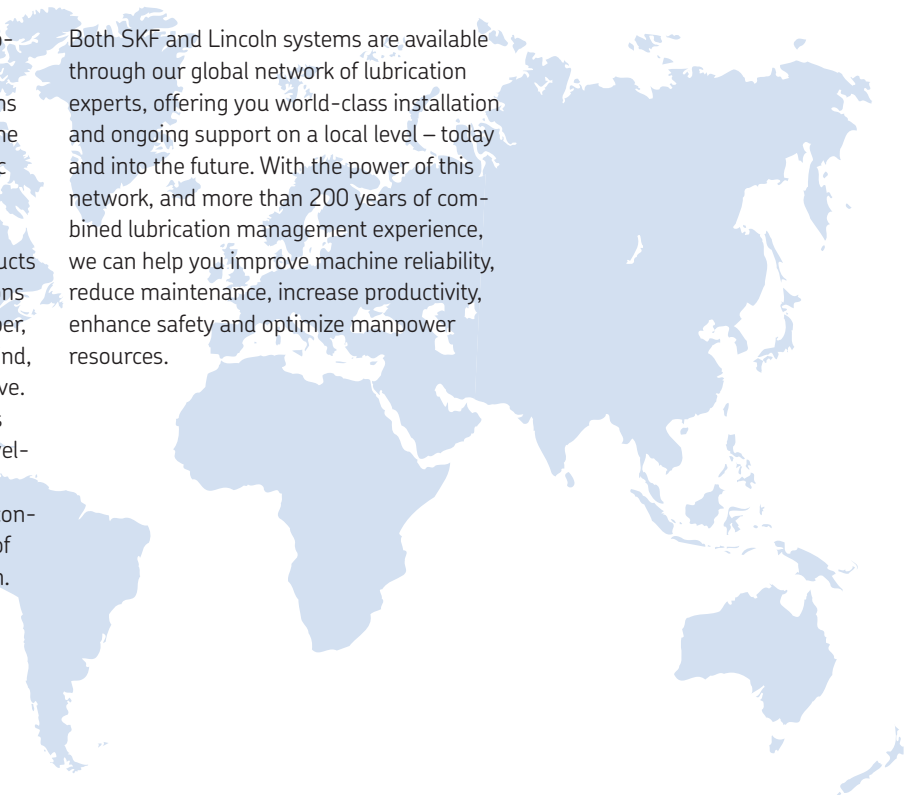 Both SKF and Lincoln systems are available
through our global network of lubrication
experts, offering you world-class installation
and ongoing support on a local level – today
and into the future. With the power of this
network, and more than 200 years of com-
bined lubrication management experience,
we can help you improve machine reliability,
reduce maintenance, increase productivity,
enhance safety and optimize manpower
resources.